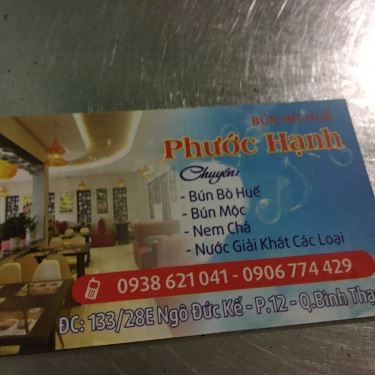 BÚN BÒ HUẾ
Phước Hạnh
Chuyên:
- Bún Bò Huế
- Bún Mộc
- Nem Chả
- Nước Giải Khát Các Loại
0938 621 041 - 0906 774 429
ĐC: 133/28E Ngô Đức Kế - P.12 - Q.Bình Thạ